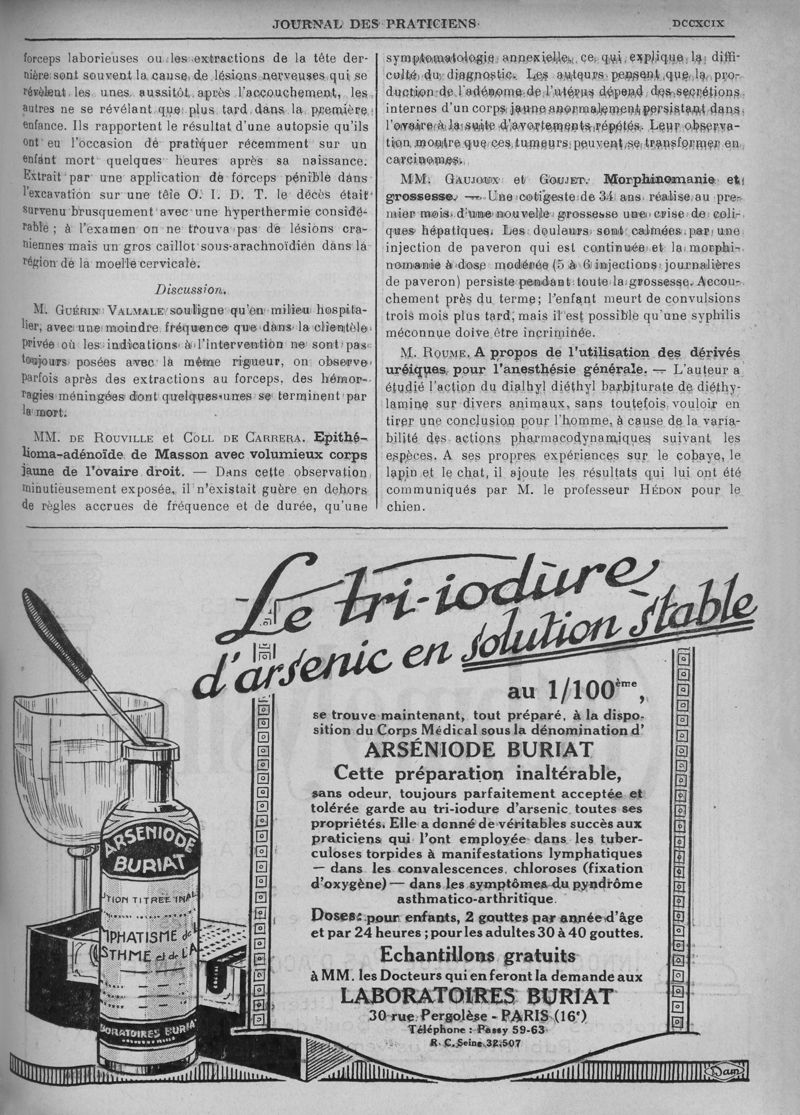 JOURNAL DES PRATICIENS
DCCXCIX
forceps laborieuses ou les extractions de la tête der-
nière sont souvent la cause de lésions nerveuses qui se
révèlent les unes aussitôt après l'accouchement, les
autres ne se révélant que plus tard dans la première
enfance. Ils rapportent le résultat d'une autopsie qu'ils
ont eu l'occasion de pratiquer récemment sur un
enfant mort quelques heures après sa naissance.
Extrait par une application de forceps pénible dans
l'excavation sur une tête O. I. D. T. le décès était
survenu brusquement avec une hyperthermie considé-
rable ; à l'examen on ne trouva pas de lésions cra-
niennes mais un gros caillot sous-arachnoïdien dans la
région de la moelle cervicale.
Discussion.
M. GUÉRIN VALMALE souligne qu'en milieu hospita-
lier, avec une moindre fréquence que dans la clientèle
privée où les indications à l'intervention ne sont pas
toujours posées avec la même rigueur, on observe
parfois après des extractions au forceps, des hémor-
ragies méningées dont quelques-unes se terminent par
la mort.
MM. DE ROUVILLE et COLL DE CARRERA. Epithé-
lioma-adénoïde de Masson avec volumieux corps
jaune de l'ovaire droit. — Dans cette observation
minutieusement exposée, il n'existait guère en dehors
de règles accrues de fréquence et de durée, qu'une
symptomatologie annexielle, ce qui explique la diffi-
culté du diagnostic. Les auteurs pensent que la pro-
duction de l'adénome de l'utérus dépend des secrétions
internes d'un corps jaune anormalement persistant dans
l'ovaire à la suite d'avortements répétés. Leur observa-
tion montre que ces tumeurs peuvent se transformer en
carcinomes.
MM. GAUJOUX et GOUJET. Morphinomanie et
grossesse. — Une cotigeste de 34 ans réalise au pre-
mier mois d'une nouvelle grossesse une crise de coli-
ques hépatiques. Les douleurs sont calmées par une
injection de paveron qui est continuée et la morphi-
nomanie à dose modérée (5 à 6 injections journalières
de paveron) persiste pendant toute la grossesse. Accou-
chement près du terme; l'enfant meurt de convulsions
trois mois plus tard, mais il est possible qu'une syphilis
méconnue doive être incriminée.
M. ROUME. A propos de l'utilisation des dérivés
uréiques pour l'anesthésie générale. — L'auteur a
étudié l'action du dialhyl diéthyl barbiturate de diéthy-
lamine sur divers animaux, sans toutefois vouloir en
tirer une conclusion pour l'homme, à cause de la varia-
bilité des actions pharmacodynamiques suivant les
espèces. A ses propres expériences sur le cobaye, le
lapin et le chat, il ajoute les résultats qui lui ont été
communiqués par M. le professeur HÉDON pour le
chien.
Le tri-iodure
d'arsenic en solution stable
au 1/100ème,
se trouve maintenant, tout préparé, à la dispo-
sition du Corps Médical sous la dénomination d'
ARSÉNIODE BURIAT
Cette préparation inaltérable,
sans odeur, toujours parfaitement acceptée et
tolérée garde au tri-iodure d'arsenic toutes ses
propriétés. Elle a donné de véritables succès aux
praticiens qui l'ont employée dans les tuber-
culoses torpides à manifestations lymphatiques
— dans les convalescences, chloroses (fixation
d'oxygène) — dans les symptômes du pyndrôme
asthmatico-arthritique.
Doses: pour enfants, 2 gouttes par année d'âge
et par 24 heures; pour les adultes 30 à 40 gouttes.
Echantillons gratuits
à MM. les Docteurs qui en feront la demande aux
LABORATOIRES BURIAT
30 rue Pergolèse - PARIS (16e)
Téléphone : Passy 59-63
R. C. Seine 32.507
ARSENIODE
BURIAT
TION TITRÉE INAL
MPHATISME de l'
STHME et de l'A
BORATOIRES BURIAT
Dam